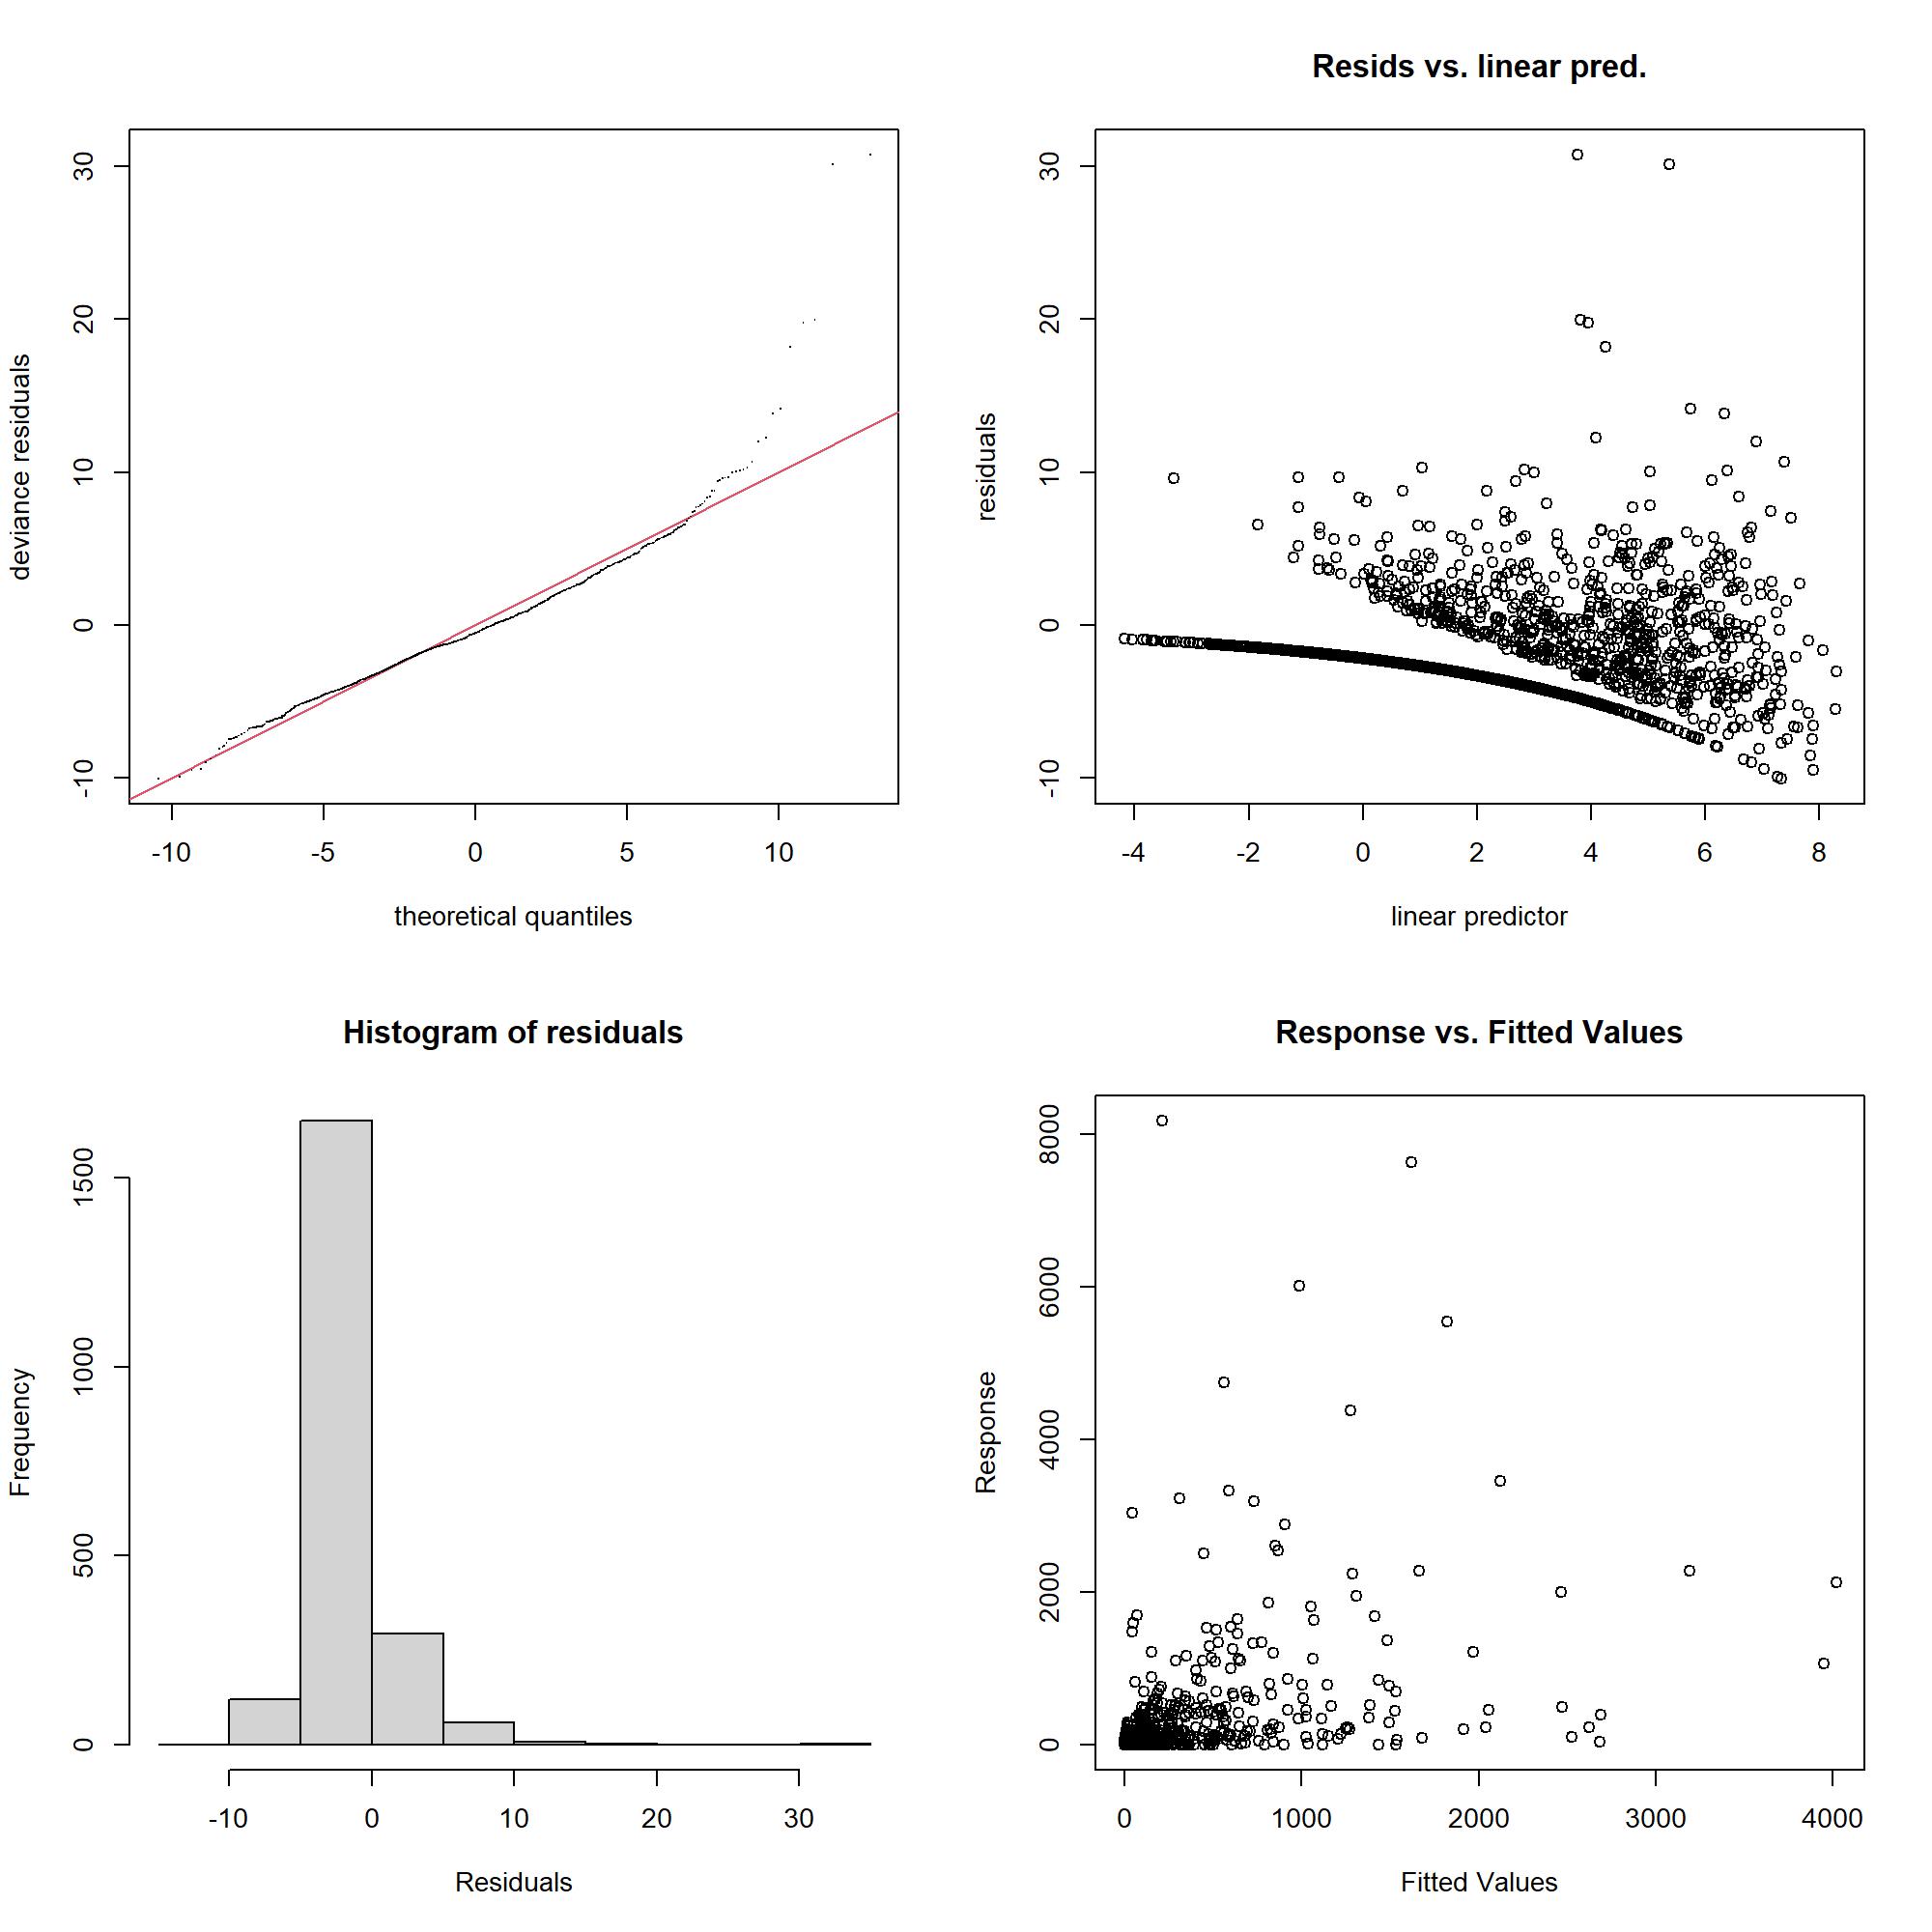 30
20
10
0
-10
deviance residuals
-10 -5 0 5 10
theoretical quantiles
Resids vs. linear pred.
30
20
10
0
-10
residuals
-4 -2 0 2 4 6 8
linear predictor
Histogram of residuals
1500
1000
500
0
Frequency
-10 0 10 20 30
Residuals
Response vs. Fitted Values
8000
6000
4000
2000
0
Response
0 1000 2000 3000 4000
Fitted Values